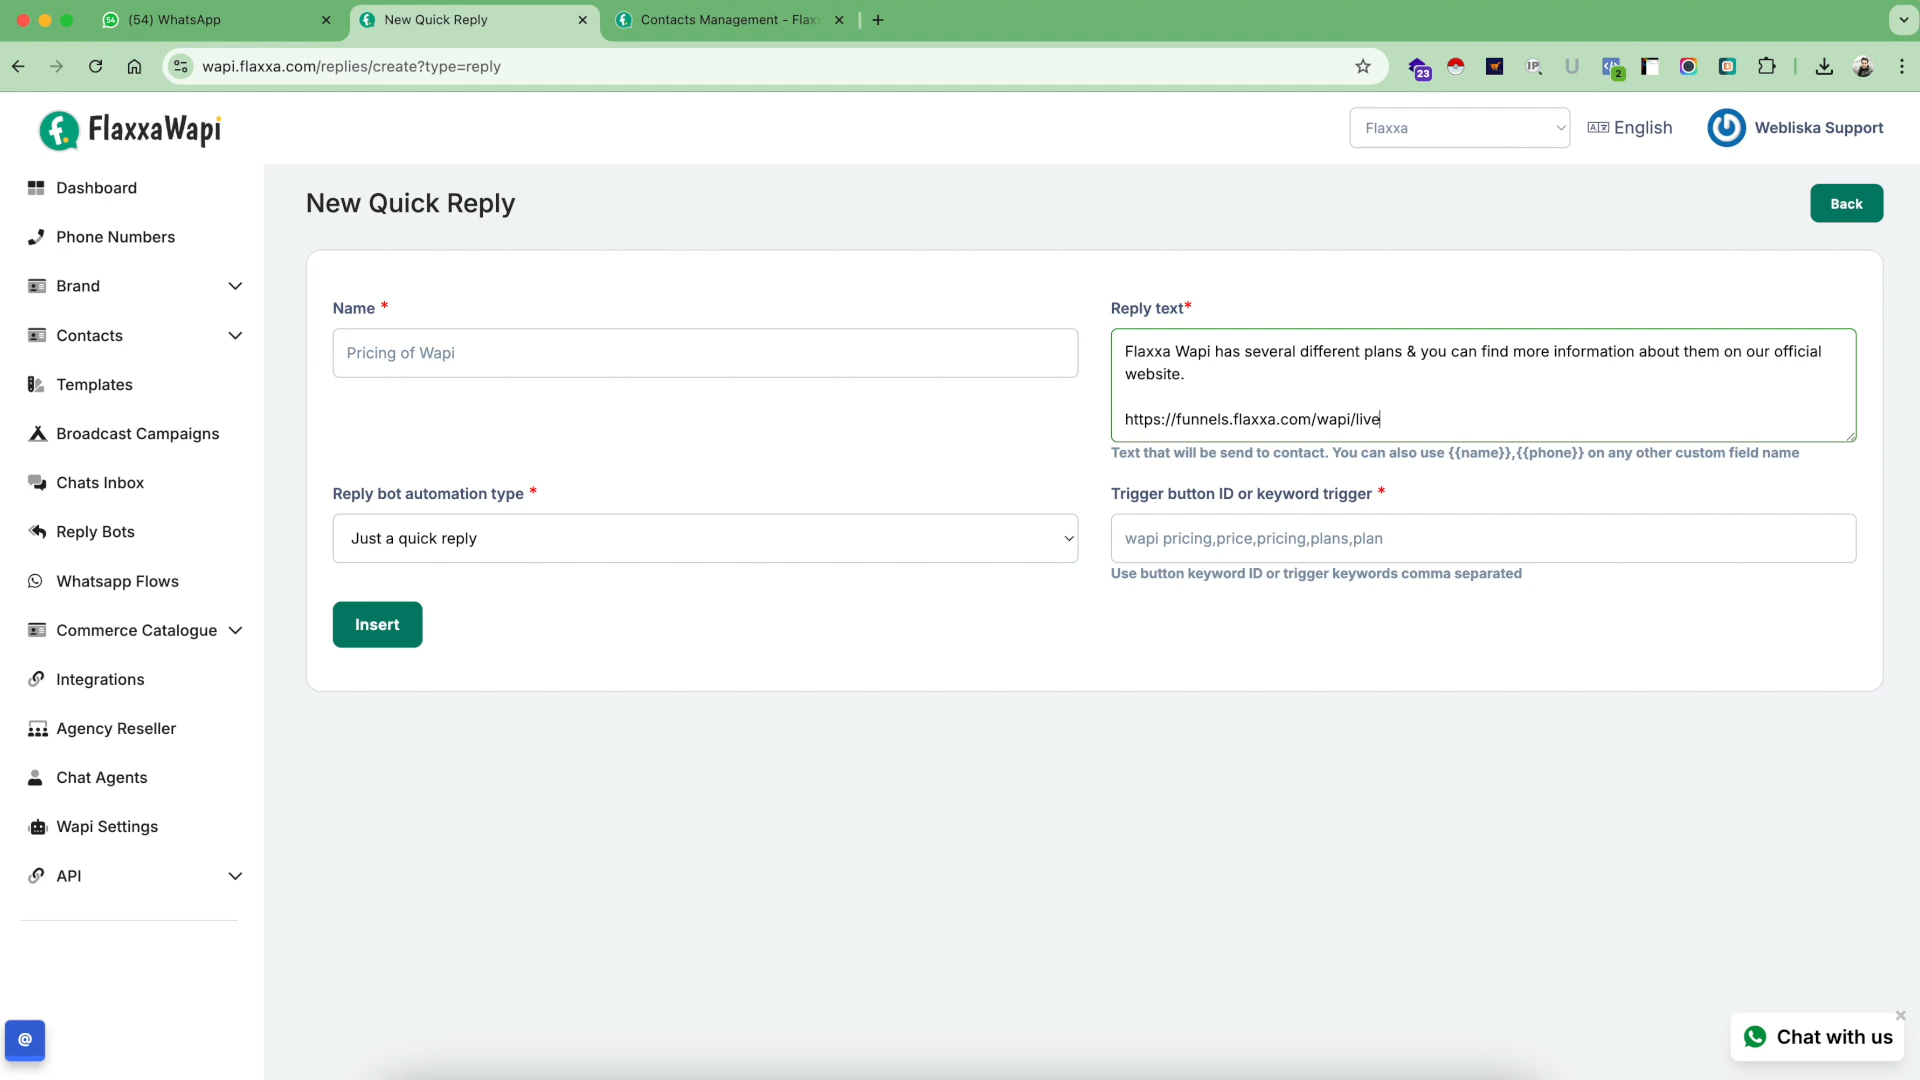 (54) WhatsApp
New Quick Reply
Contacts Management - Flax
wapi.flaxxa.com/replies/create?type=reply
23
IP
U
2
FlaxxaWapi
Flaxxa
English
Webliska Support
Dashboard
Phone Numbers
Brand
Contacts
Templates
Broadcast Campaigns
Chats Inbox
Reply Bots
Whatsapp Flows
Commerce Catalogue
Integrations
Agency Reseller
Chat Agents
Wapi Settings
API
New Quick Reply
Back
Name *
Pricing of Wapi
Reply text*
Flaxxa Wapi has several different plans & you can find more information about them on our official
website.
https://funnels.flaxxa.com/wapi/live
Text that will be send to contact. You can also use {{name}},{{phone}} on any other custom field name
Reply bot automation type *
Just a quick reply
Trigger button ID or keyword trigger *
wapi pricing,price,pricing,plans,plan
Use button keyword ID or trigger keywords comma separated
Insert
@
Chat with us